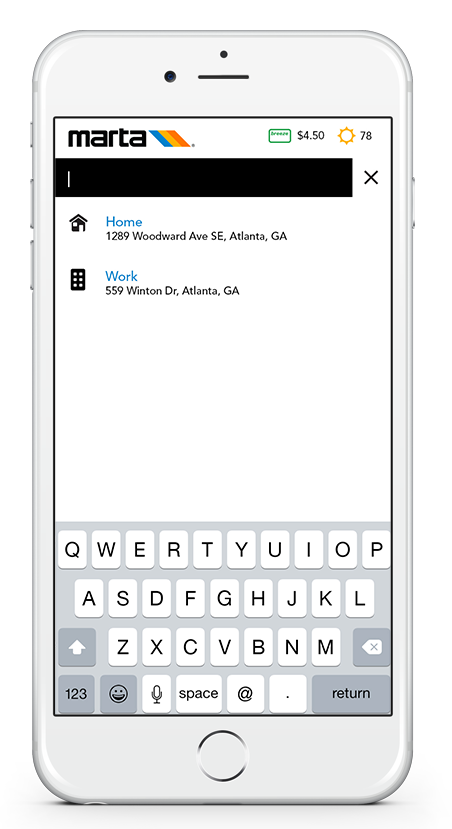 marta breeze $4.50 78
Home
1289 Woodward Ave SE, Atlanta, GA
Work
559 Winton Dr, Atlanta, GA
Q W E R T Y U I O P
A S D F G H J K L
Z X C V B N M
123 space @ . return